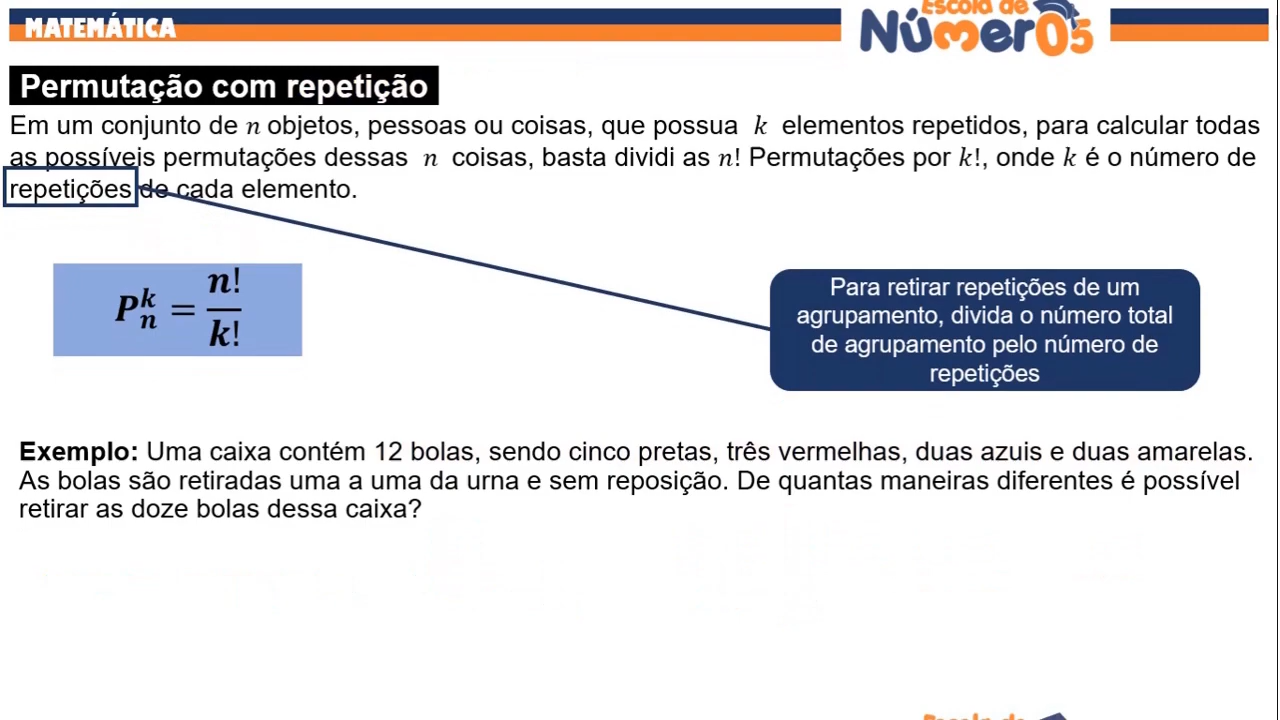 MATEMÁTICA
Escola de
NúmerOs
Permutação com repetição
Em um conjunto de n objetos, pessoas ou coisas, que possua k elementos repetidos, para calcular todas
as possíveis permutações dessas n coisas, basta dividi as n! Permutações por k!, onde k é o número de
repetições de cada elemento.
P_n^k = n!/k!
Para retirar repetições de um
agrupamento, divida o número total
de agrupamento pelo número de
repetições
Exemplo: Uma caixa contém 12 bolas, sendo cinco pretas, três vermelhas, duas azuis e duas amarelas.
As bolas são retiradas uma a uma da urna e sem reposição. De quantas maneiras diferentes é possível
retirar as doze bolas dessa caixa?
Escola de